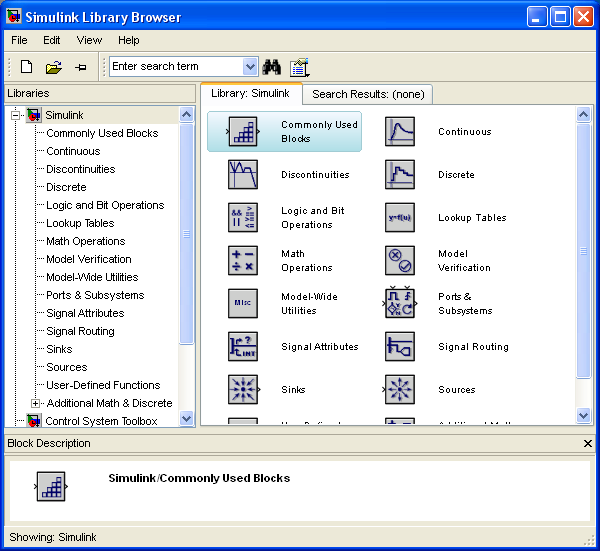 Simulink Library Browser
File Edit View Help
Enter search term
Libraries
Library: Simulink Search Results: (none)
Simulink
Commonly Used Blocks
Continuous
Discontinuities
Discrete
Logic and Bit Operations
Lookup Tables
Math Operations
Model Verification
Model-Wide Utilities
Ports & Subsystems
Signal Attributes
Signal Routing
Sinks
Sources
User-Defined Functions
Additional Math & Discrete
Control System Toolbox
Commonly Used
Blocks
Continuous
Discontinuities
Discrete
Logic and Bit
Operations
y=f(u)
Lookup Tables
Math
Operations
Model
Verification
Misc
Model-Wide
Utilities
Ports &
Subsystems
INT
Signal Attributes
Signal Routing
Sinks
Sources
Block Description
Simulink/Commonly Used Blocks
Showing: Simulink